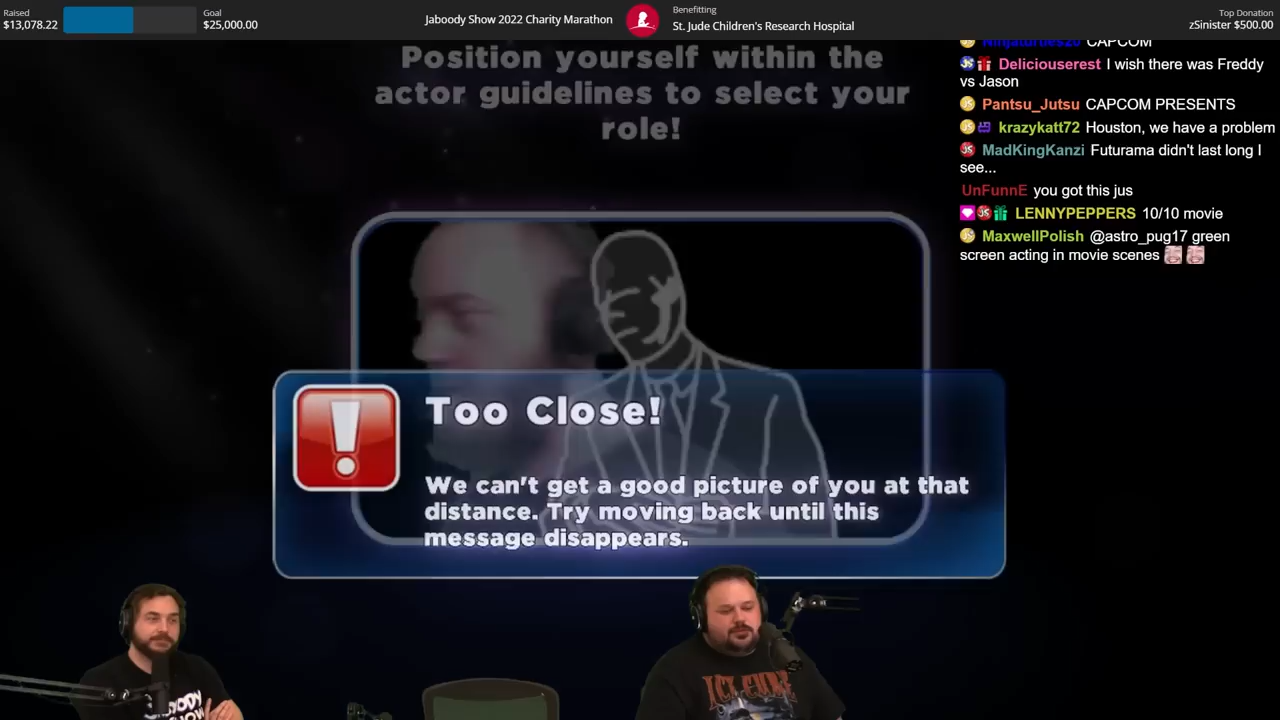 Raised
$13,078.22
Goal
$25,000.00
Jaboody Show 2022 Charity Marathon
Benefitting
St. Jude Children's Research Hospital
Top Donation
zSinister $500.00
Position yourself within the
actor guidelines to select your
role!
Too Close!
We can't get a good picture of you at that
distance. Try moving back until this
message disappears.
CAPCOM
Deliciouserest I wish there was Freddy
vs Jason
Pantsu_Jutsu CAPCOM PRESENTS
krazykatt72 Houston, we have a problem
MadKingKanzi Futurama didn't last long I
see...
UnFunnE you got this jus
LENNYPEPPERS 10/10 movie
MaxwellPolish @astro_pug17 green
screen acting in movie scenes